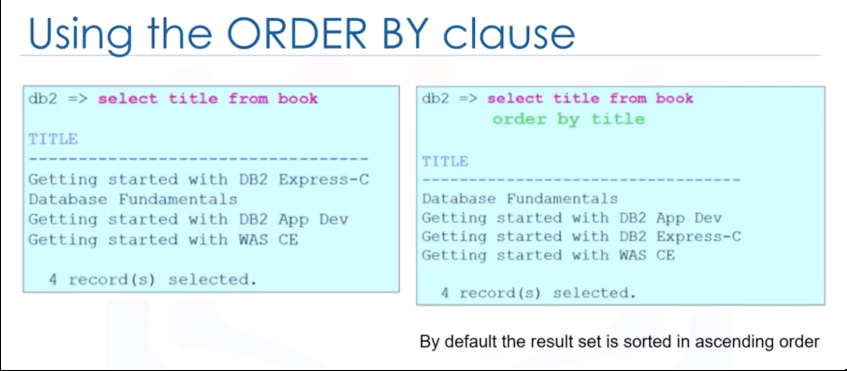 Using the ORDER BY clause
db2 => select title from book
TITLE
-----------------------------------
Getting started with DB2 Express-C
Database Fundamentals
Getting started with DB2 App Dev
Getting started with WAS CE
4 record(s) selected.
db2 => select title from book
order by title
TITLE
---------------------------------
Database Fundamentals
Getting started with DB2 App Dev
Getting started with DB2 Express-C
Getting started with WAS CE
4 record(s) selected.
By default the result set is sorted in ascending order